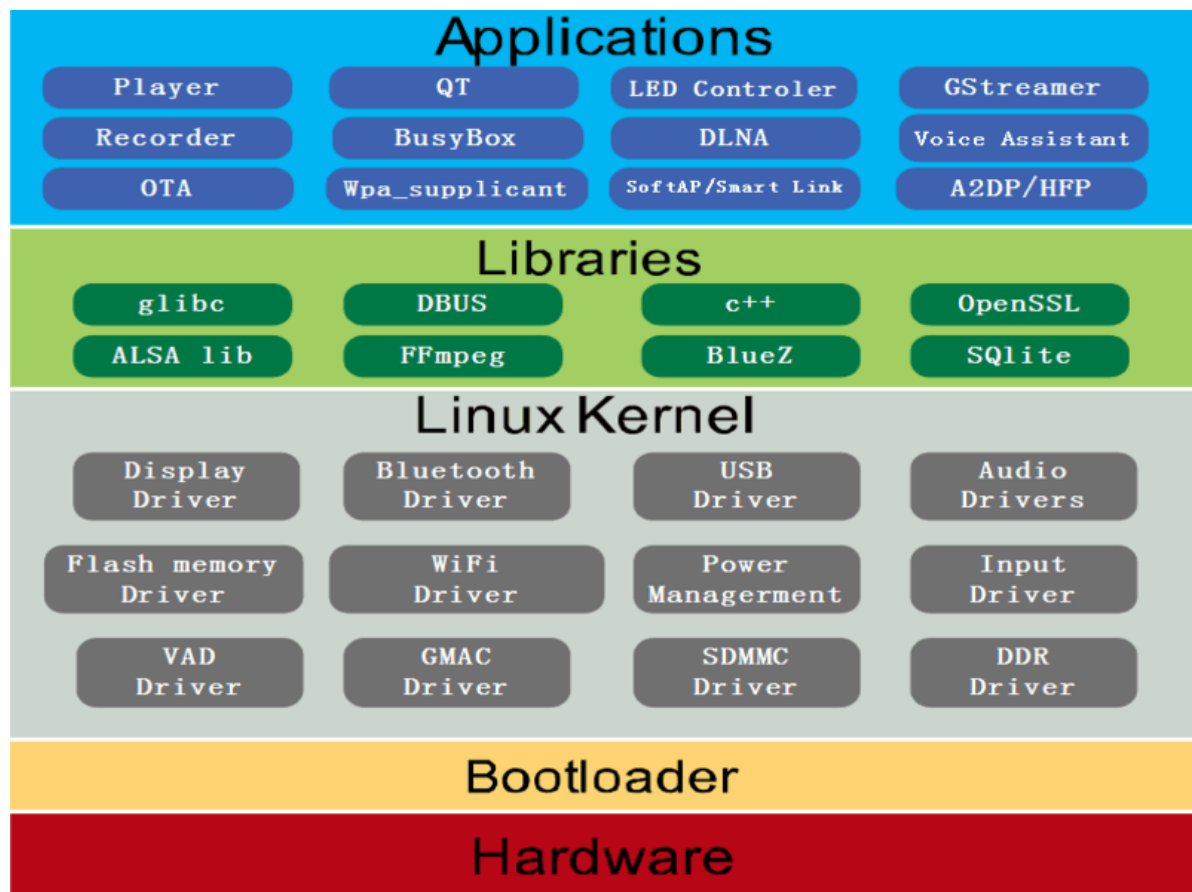 Applications
Player QT LED Controler GStreamer
Recorder BusyBox DLNA Voice Assistant
OTA Wpa_supplicant SoftAP/Smart Link A2DP/HFP
Libraries
glibc DBUS c++ OpenSSL
ALSA lib FFmpeg BlueZ SQlite
Linux Kernel
Display Driver
Bluetooth Driver
USB Driver
Audio Drivers
Flash memory Driver
WiFi Driver
Power Managerment
Input Driver
VAD Driver
GMAC Driver
SDMMC Driver
DDR Driver
Bootloader
Hardware